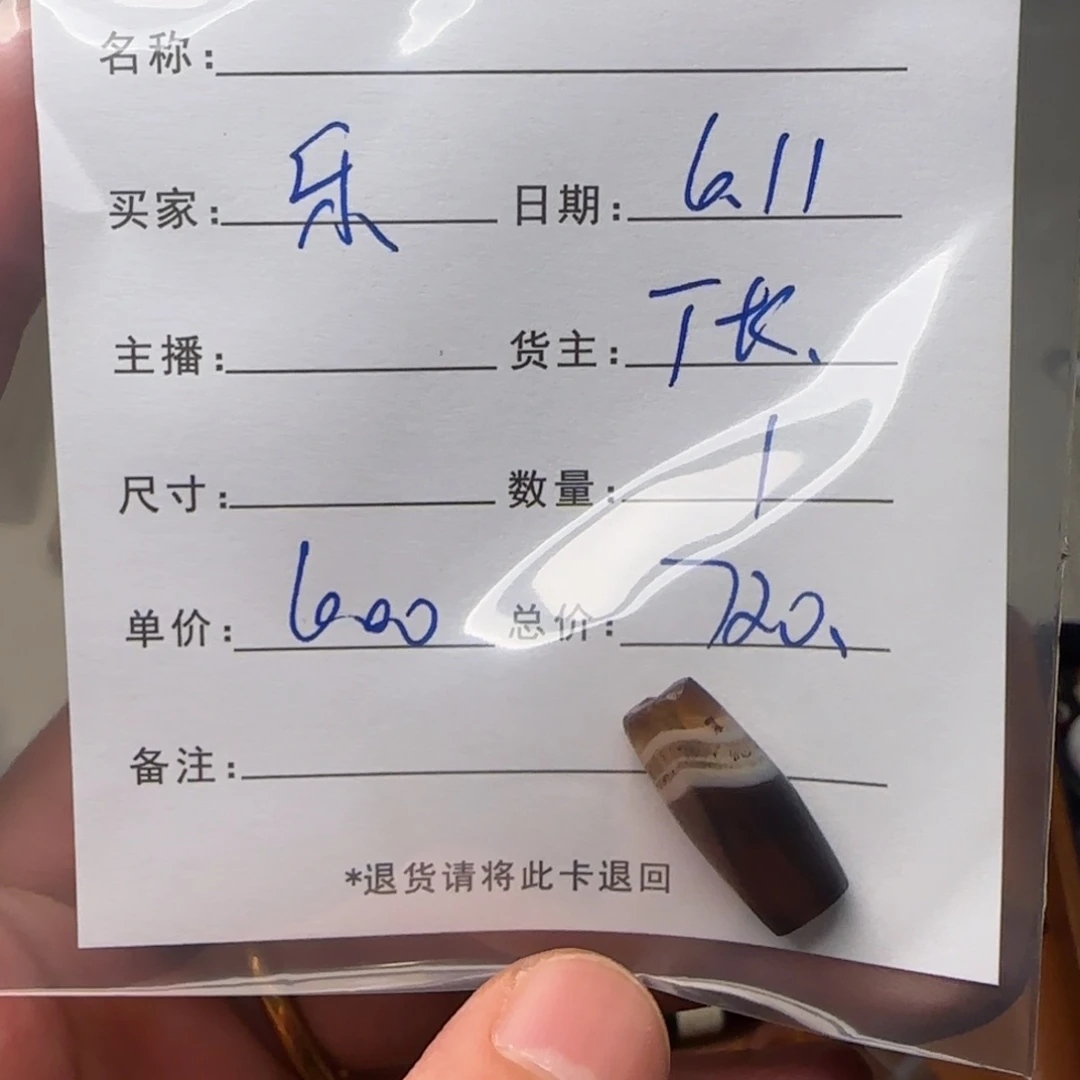 名称:
买家: 乐 日期: 6.11
主播: 货主: 丁长.
尺寸: 数量: 1
单价: 600 总价: 720.
备注:
*退货请将此卡退回